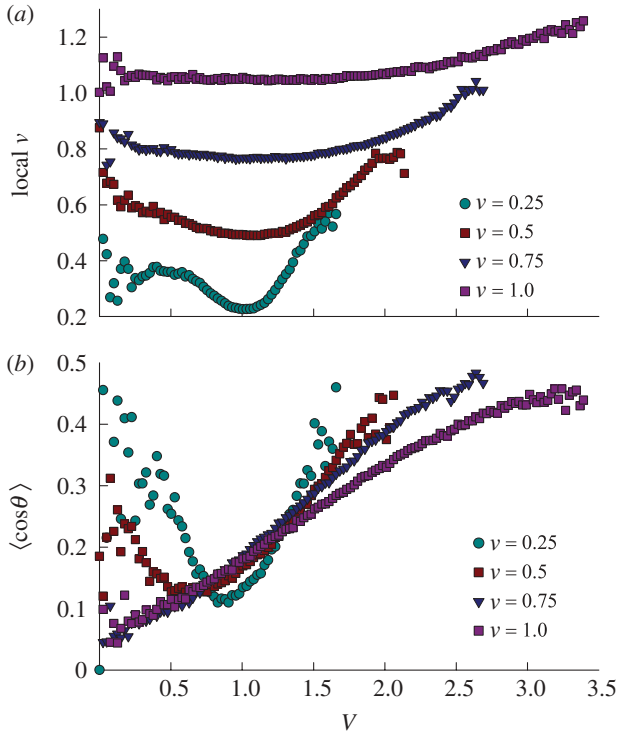 (a)
1.2
1.0
0.8
0.6
0.4
0.2
local v
v = 0.25
v = 0.5
v = 0.75
v = 1.0
(b)
0.5
0.4
0.3
0.2
0.1
0
⟨cosθ⟩
v = 0.25
v = 0.5
v = 0.75
v = 1.0
0.5 1.0 1.5 2.0 2.5 3.0 3.5
V